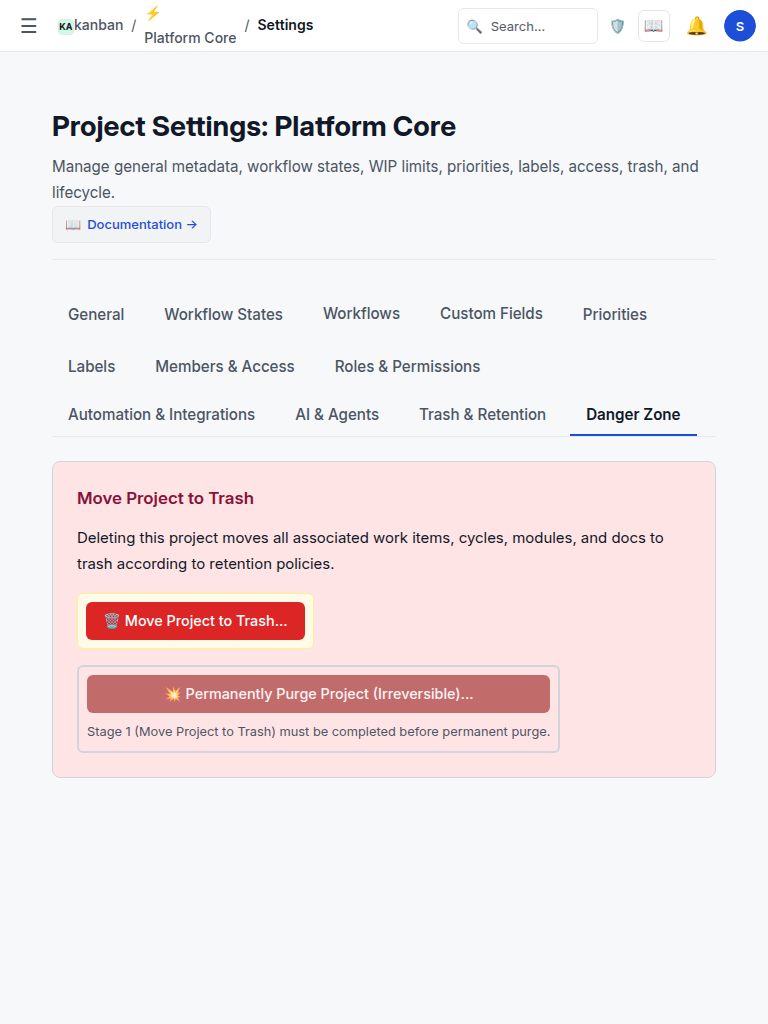 ☰ KA kanban / ⚡ Platform Core / Settings 🔍 Search... 🛡️ 📖 🔔 S
Project Settings: Platform Core
Manage general metadata, workflow states, WIP limits, priorities, labels, access, trash, and
lifecycle.
📖 Documentation →
General Workflow States Workflows Custom Fields Priorities
Labels Members & Access Roles & Permissions
Automation & Integrations AI & Agents Trash & Retention Danger Zone
Move Project to Trash
Deleting this project moves all associated work items, cycles, modules, and docs to
trash according to retention policies.
🗑️ Move Project to Trash...
💥 Permanently Purge Project (Irreversible)...
Stage 1 (Move Project to Trash) must be completed before permanent purge.